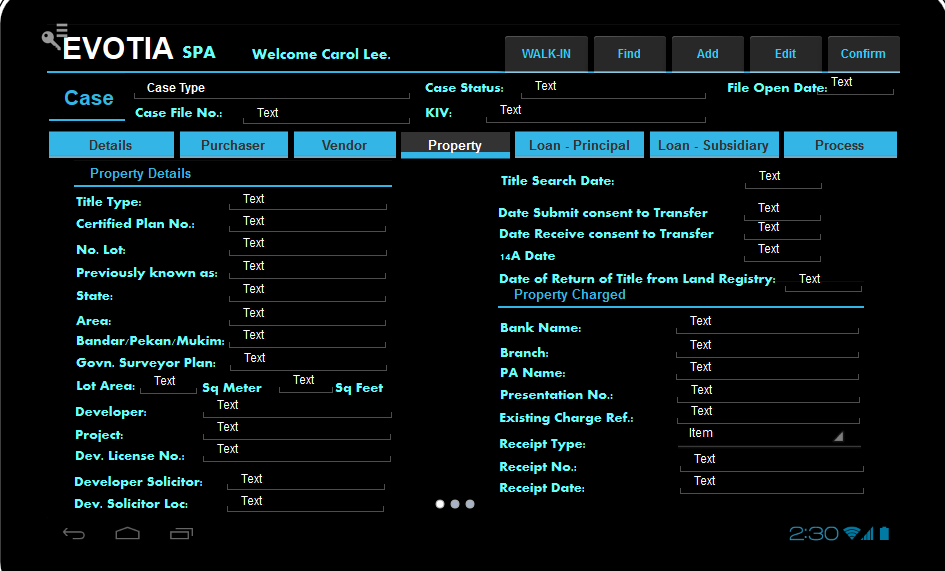 EVOTIA SPA Welcome Carol Lee. WALK-IN Find Add Edit Confirm
Case Case Type Case Status: Text File Open Date: Text
Case File No.: Text KIV: Text
Details Purchaser Vendor Property Loan - Principal Loan - Subsidiary Process
Property Details
Title Type: Text
Certified Plan No.: Text
No. Lot: Text
Previously known as: Text
State: Text
Area: Text
Bandar/Pekan/Mukim: Text
Govn. Surveyor Plan: Text
Lot Area: Text Sq Meter Text Sq Feet
Developer: Text
Project: Text
Dev. License No.: Text
Developer Solicitor: Text
Dev. Solicitor Loc: Text
Title Search Date: Text
Date Submit consent to Transfer Text
Date Receive consent to Transfer Text
14A Date Text
Date of Return of Title from Land Registry: Text
Property Charged
Bank Name: Text
Branch: Text
PA Name: Text
Presentation No.: Text
Existing Charge Ref.: Text
Receipt Type: Item
Receipt No.: Text
Receipt Date: Text
2:30